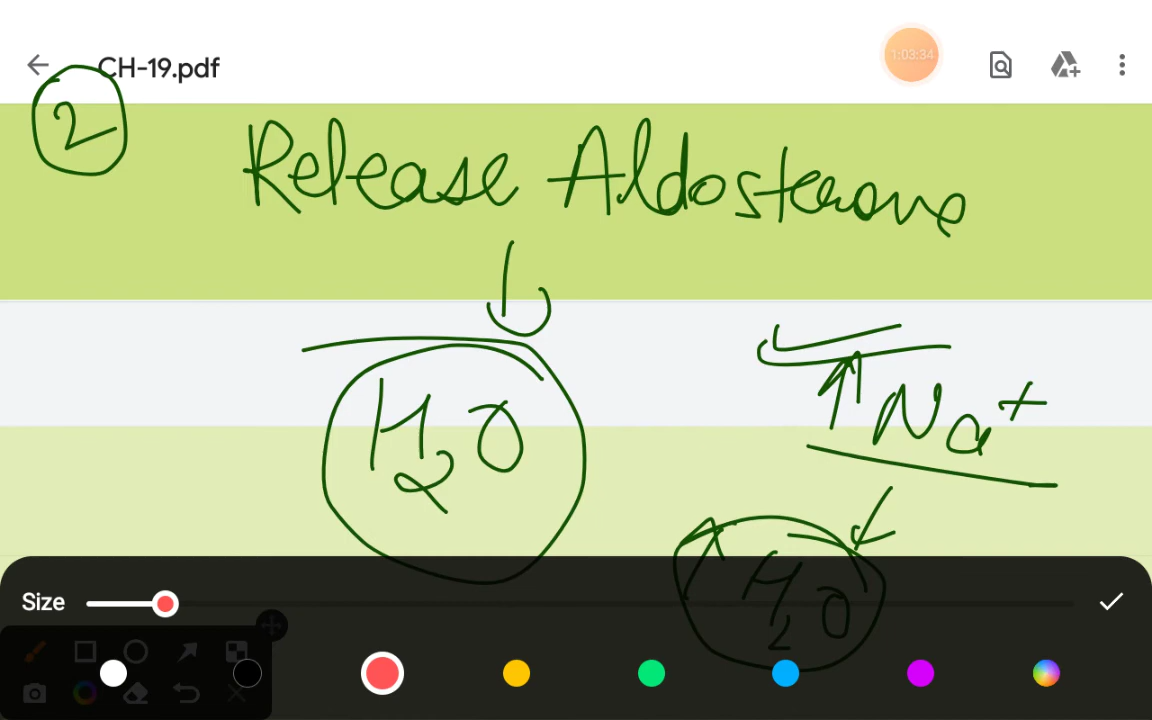 CH-19.pdf
1:03:34
2
Release Aldosterone
H2O
↑Na+
↑H2O
Size